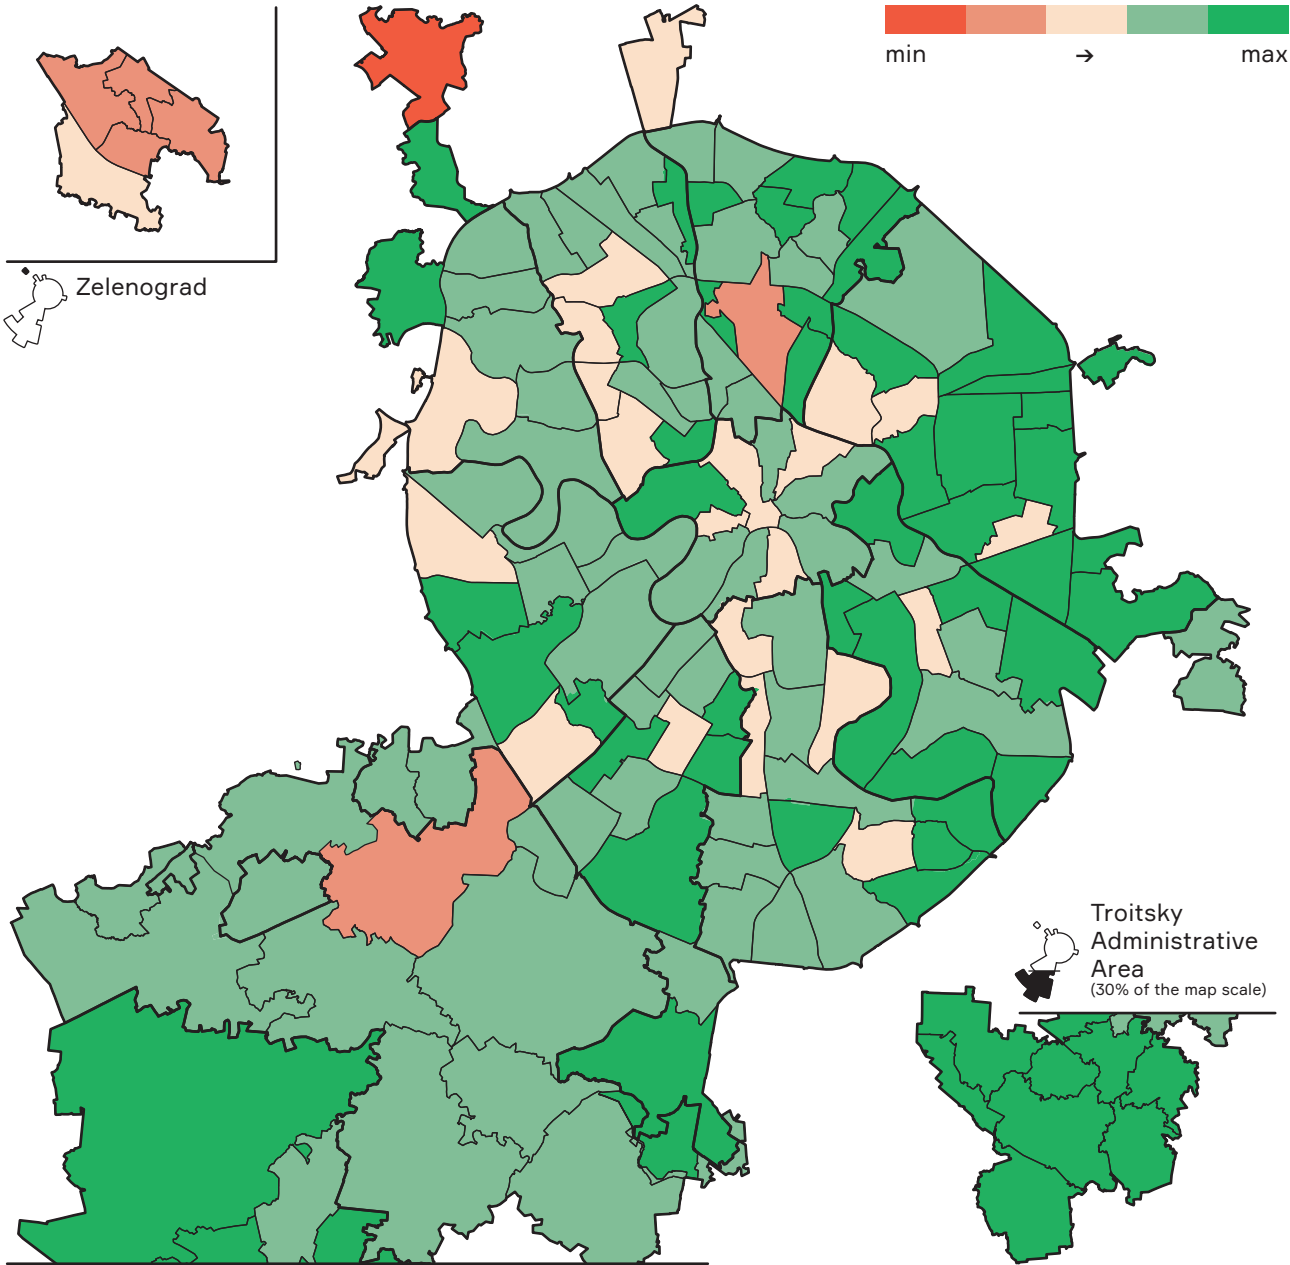 min → max
Zelenograd
Troitsky
Administrative
Area
(30% of the map scale)